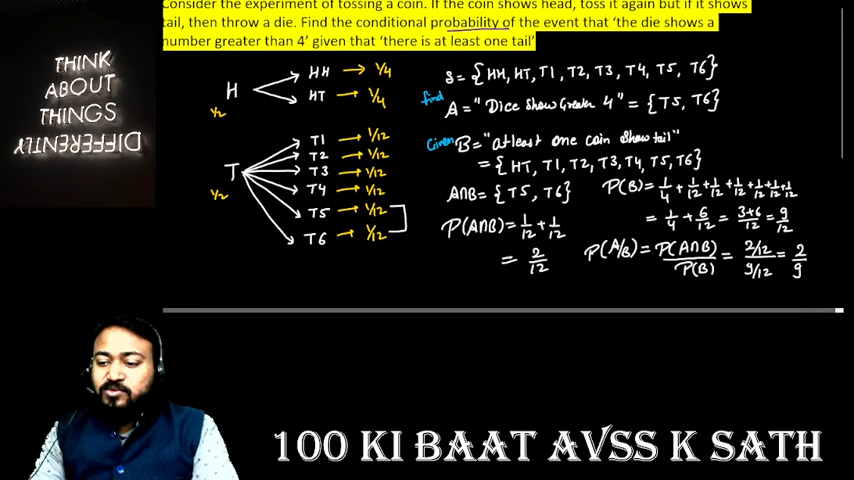 Consider the experiment of tossing a coin. If the coin shows head, toss it again but if it shows
tail, then throw a die. Find the conditional probability of the event that 'the die shows a
number greater than 4' given that 'there is at least one tail'
THINK
ABOUT
THINGS
DIFFERENTLY
H
1/2
HH → 1/4
HT → 1/4
T
1/2
T1 → 1/12
T2 → 1/12
T3 → 1/12
T4 → 1/12
T5 → 1/12
T6 → 1/12
S = {HH, HT, T1, T2, T3, T4, T5, T6}
find A = "Dice show Greater 4" = {T5, T6}
Given B = "atleast one coin show tail"
= {HT, T1, T2, T3, T4, T5, T6}
A∩B = {T5, T6}
P(A∩B) = 1/12 + 1/12
= 2/12
P(B) = 1/4 + 1/12 + 1/12 + 1/12 + 1/12 + 1/12 + 1/12
= 1/4 + 6/12 = 3+6/12 = 9/12
P(A/B) = P(A∩B)/P(B) = 2/12/9/12 = 2/9
100 KI BAAT AVSS K SATH